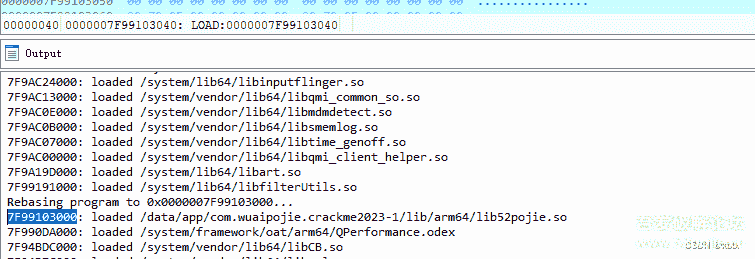 00000040 0000007F99103040: LOAD:0000007F99103040
Output
7F9AC24000: loaded /system/lib64/libinputflinger.so
7F9AC13000: loaded /system/vendor/lib64/libqmi_common_so.so
7F9AC0E000: loaded /system/vendor/lib64/libmdmdetect.so
7F9AC0B000: loaded /system/vendor/lib64/libsmemlog.so
7F9AC07000: loaded /system/vendor/lib64/libtime_genoff.so
7F9AC00000: loaded /system/vendor/lib64/libqmi_client_helper.so
7F9A19D000: loaded /system/lib64/libart.so
7F99191000: loaded /system/lib64/libfilterUtils.so
Rebasing program to 0x0000007F99103000...
7F99103000: loaded /data/app/com.wuaipojie.crackme2023-1/lib/arm64/lib52pojie.so
7F990DA000: loaded /system/framework/oat/arm64/QPerformance.odex
7F94BDC000: loaded /system/vendor/lib64/libCB.so